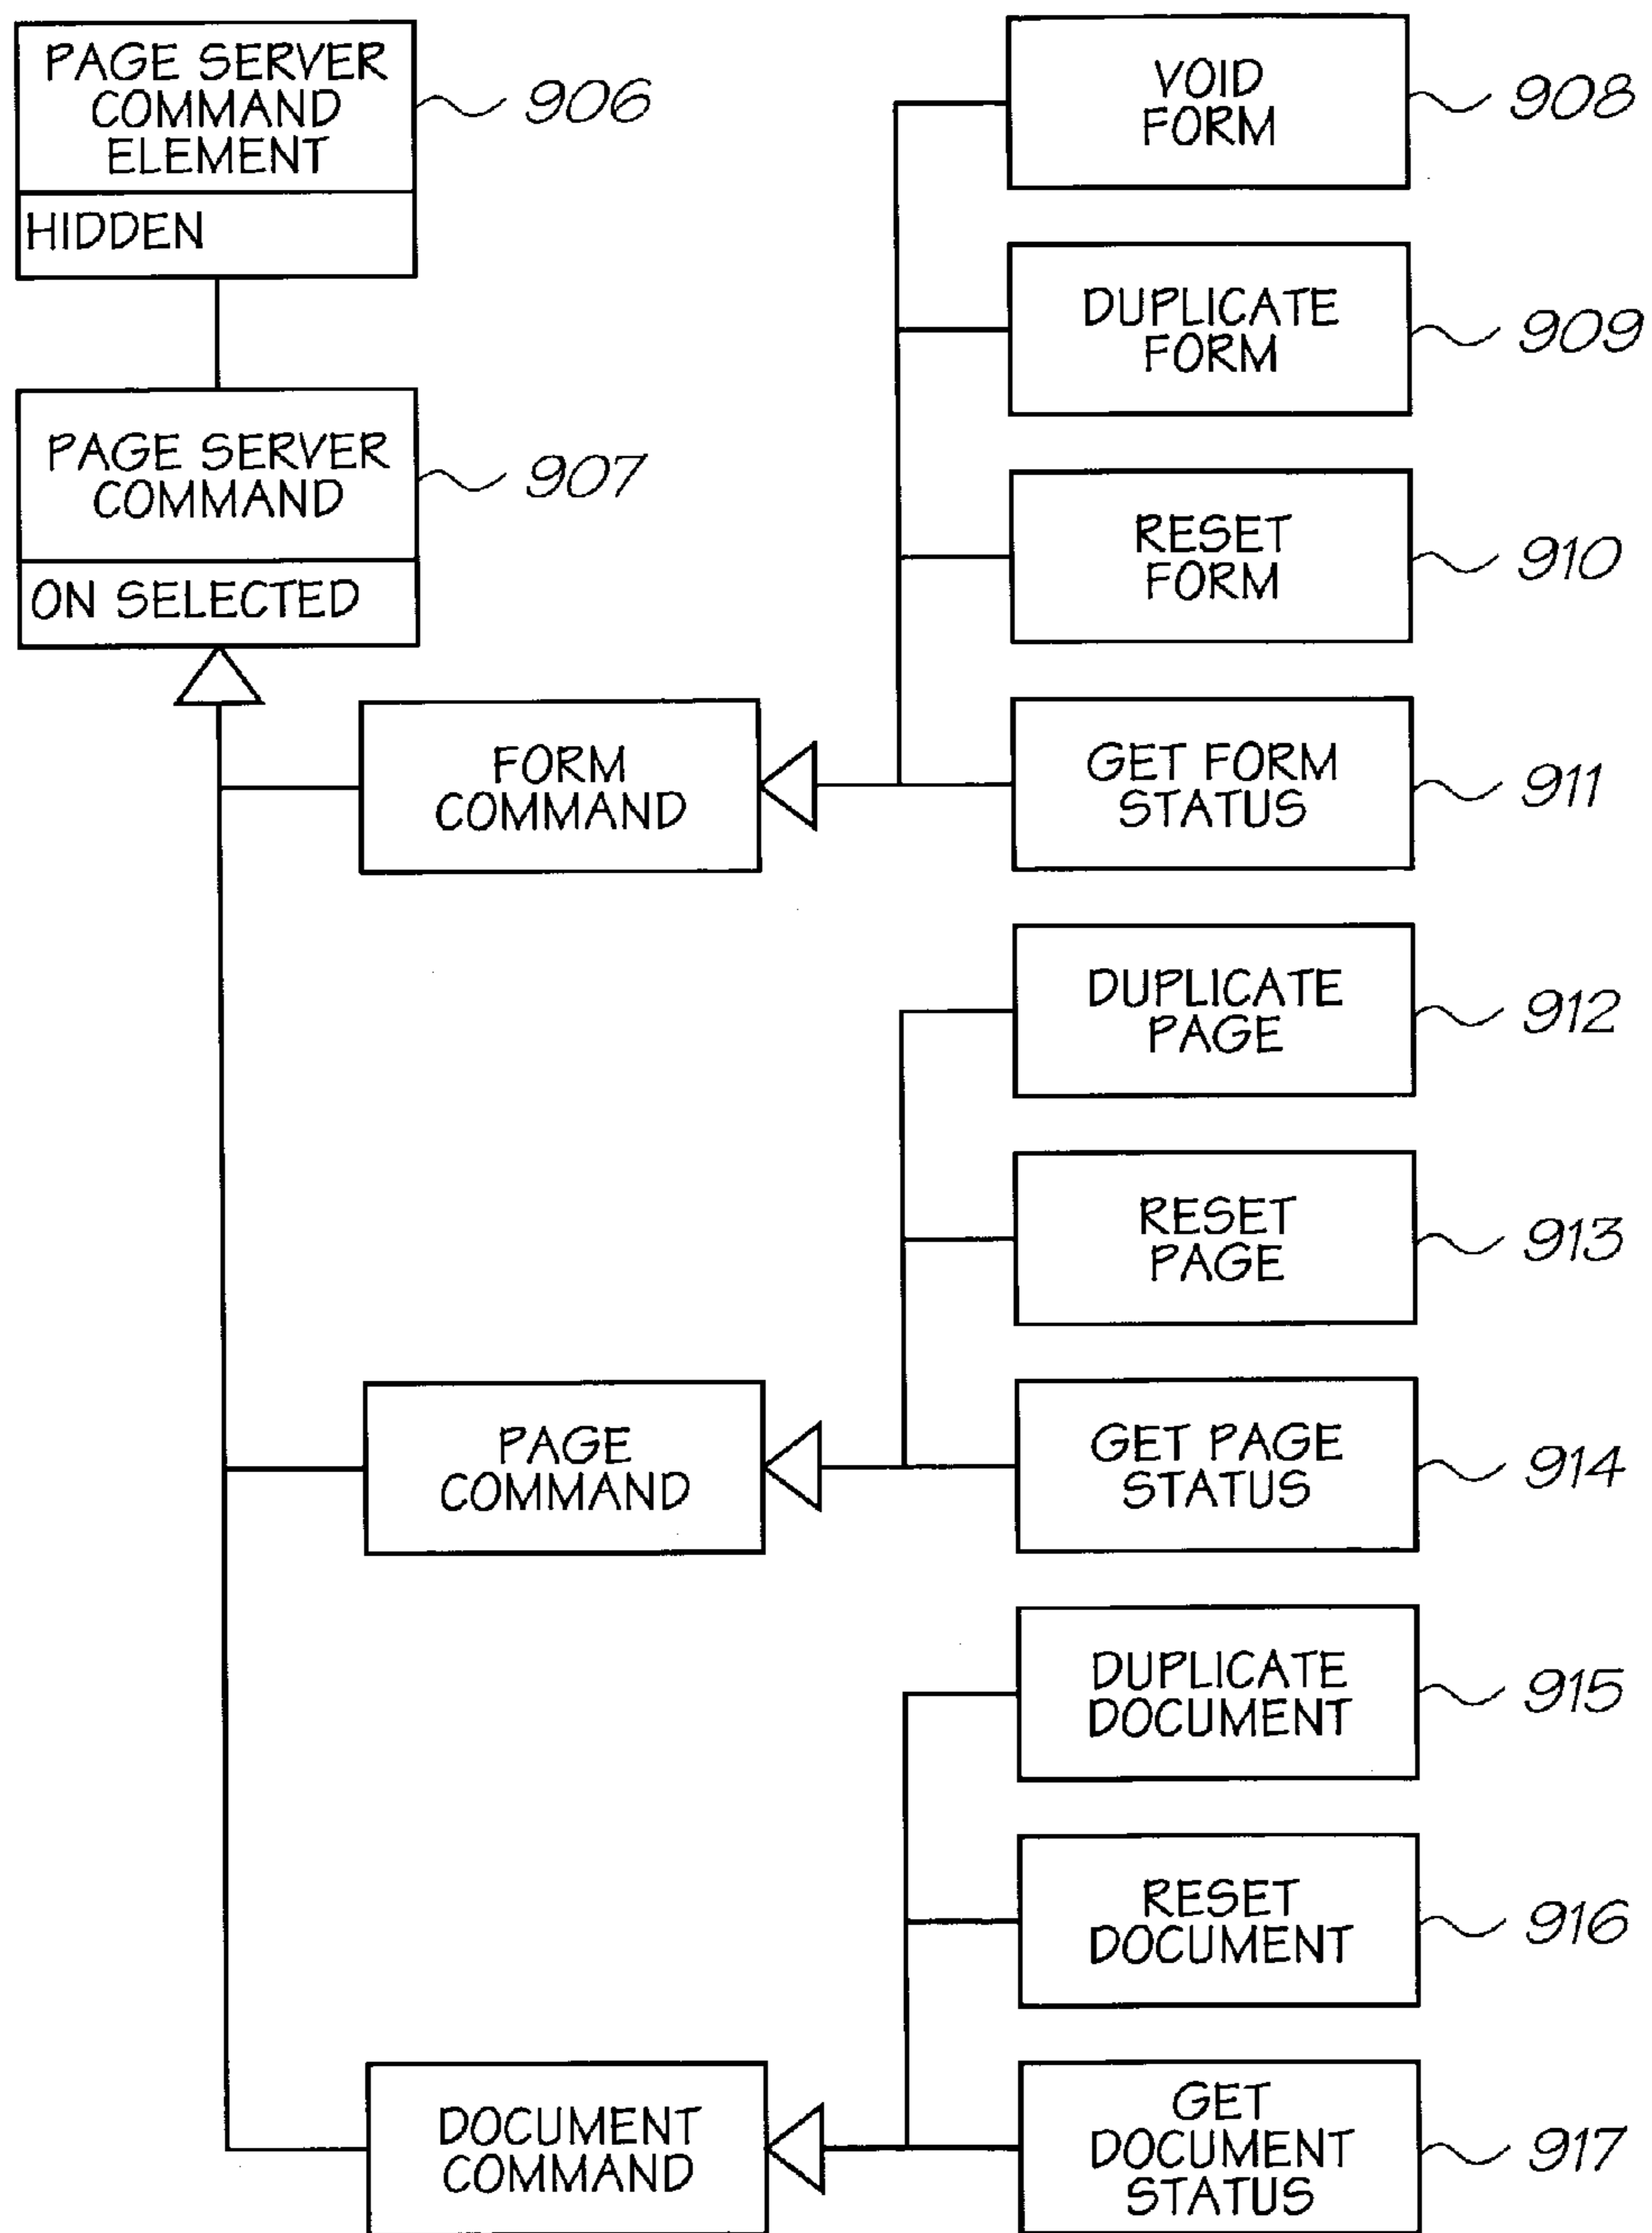 PAGE SERVER
COMMAND
ELEMENT
906
HIDDEN
PAGE SERVER
COMMAND
907
ON SELECTED
VOID
FORM
908
DUPLICATE
FORM
909
RESET
FORM
910
FORM
COMMAND
GET FORM
STATUS
911
DUPLICATE
PAGE
912
RESET
PAGE
913
PAGE
COMMAND
GET PAGE
STATUS
914
DUPLICATE
DOCUMENT
915
RESET
DOCUMENT
916
DOCUMENT
COMMAND
GET
DOCUMENT
STATUS
917